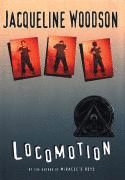 JACQUELINE WOODSON
LOCOMOTION
BY THE AUTHOR OF MIRACLE'S BOYS